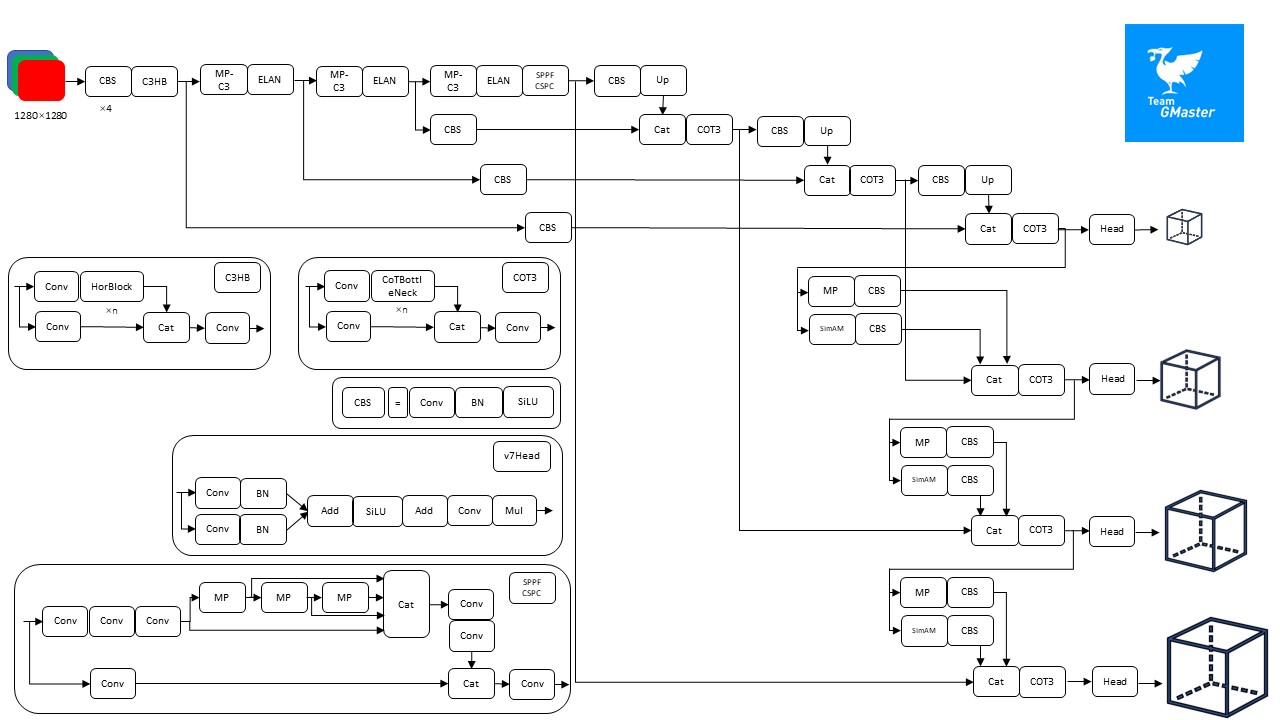 CBS
C3HB
MP-
C3
ELAN
MP-
C3
ELAN
MP-
C3
ELAN
SPPF
CSPC
CBS
Up
×4
1280×1280
Team
GMaster
CBS
Cat
COT3
CBS
Up
CBS
Cat
COT3
CBS
Up
CBS
Cat
COT3
Head
C3HB
Conv
HorBlock
×n
Conv
Cat
Conv
COT3
Conv
CoTBottl
eNeck
×n
Conv
Cat
Conv
MP
CBS
SimAM
CBS
Cat
COT3
Head
CBS
=
Conv
BN
SiLU
MP
CBS
SimAM
CBS
Cat
COT3
Head
v7Head
Conv
BN
Conv
BN
Add
SiLU
Add
Conv
Mul
SPPF
CSPC
Conv
Conv
Conv
MP
MP
MP
Cat
Conv
Conv
Conv
Cat
Conv
MP
CBS
SimAM
CBS
Cat
COT3
Head